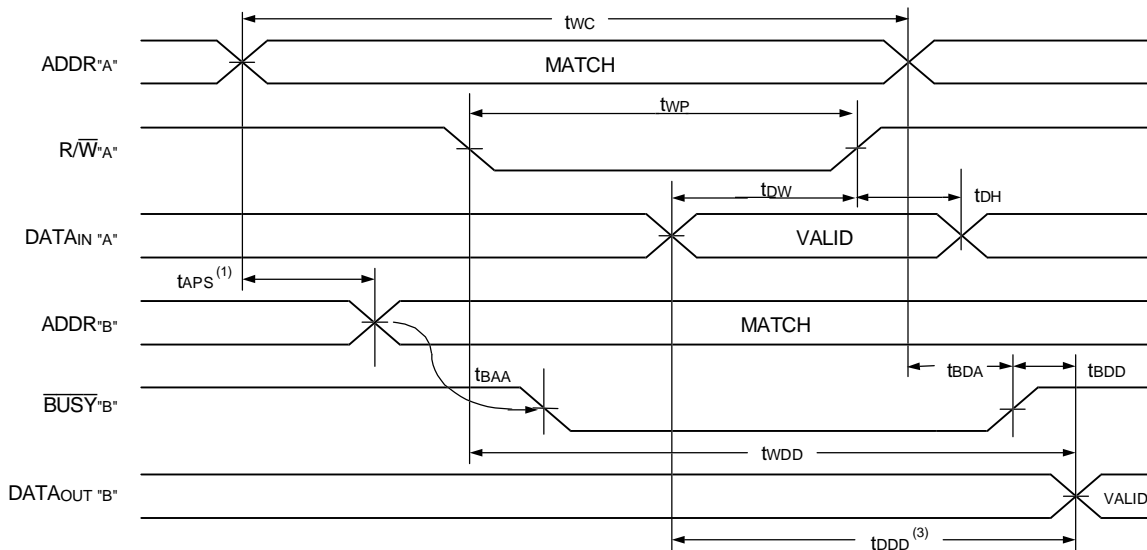 tWC
ADDR"A"
MATCH
tWP
R/W̅"A"
tDW
tDH
DATAIN "A"
VALID
tAPS(1)
ADDR"B"
MATCH
tBAA
tBDA
tBDD
B̅U̅S̅Y̅"B"
tWDD
DATAOUT "B"
VALID
tDDD(3)